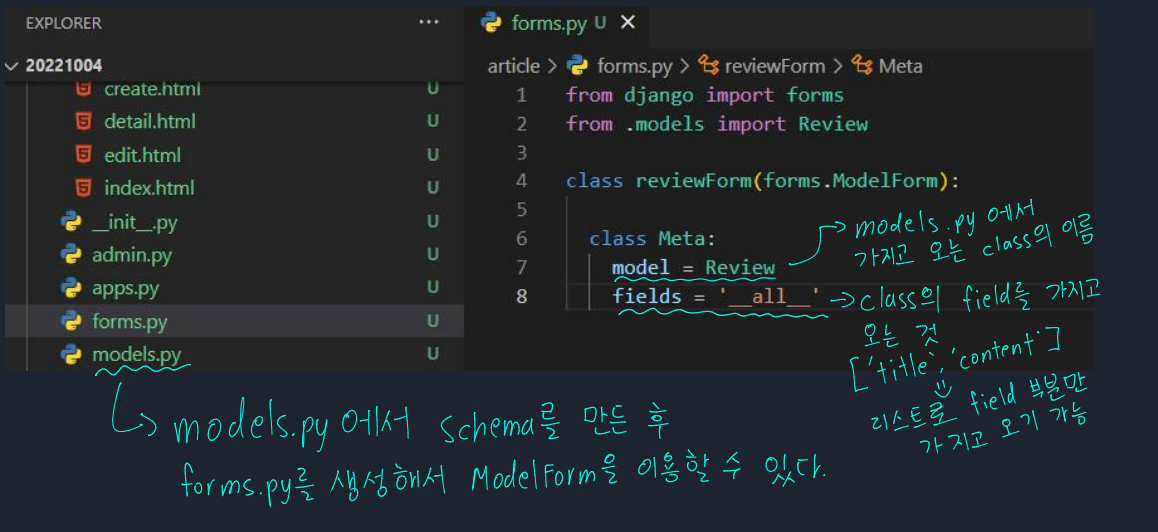 EXPLORER
20221004
create.html U
detail.html U
edit.html U
index.html U
__init__.py U
admin.py U
apps.py U
forms.py U
models.py U
forms.py U
article > forms.py > reviewForm > Meta
1 from django import forms
2 from .models import Review
3
4 class reviewForm(forms.ModelForm):
5
6 class Meta:
7 model = Review
8 fields = '__all__'
models.py 에서
가지고 오는 class의 이름
class의 field를 가지고
오는 것
['title', 'content']
리스트로 field 부분만
가지고 오기 가능
models.py 에서 schema를 만든 후
forms.py를 생성해서 ModelForm을 이용할 수 있다.